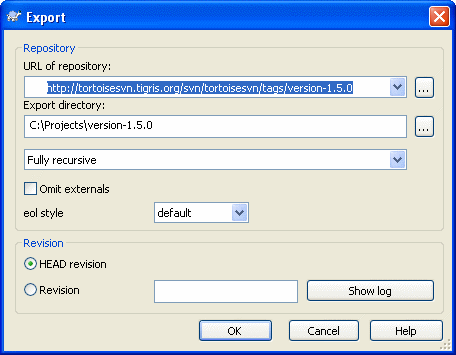 Export
Repository
URL of repository:
http://tortoisesvn.tigris.org/svn/tortoisesvn/tags/version-1.5.0
...
Export directory:
C:\Projects\version-1.5.0
...
Fully recursive
Omit externals
eol style
default
Revision
HEAD revision
Revision
Show log
OK
Cancel
Help